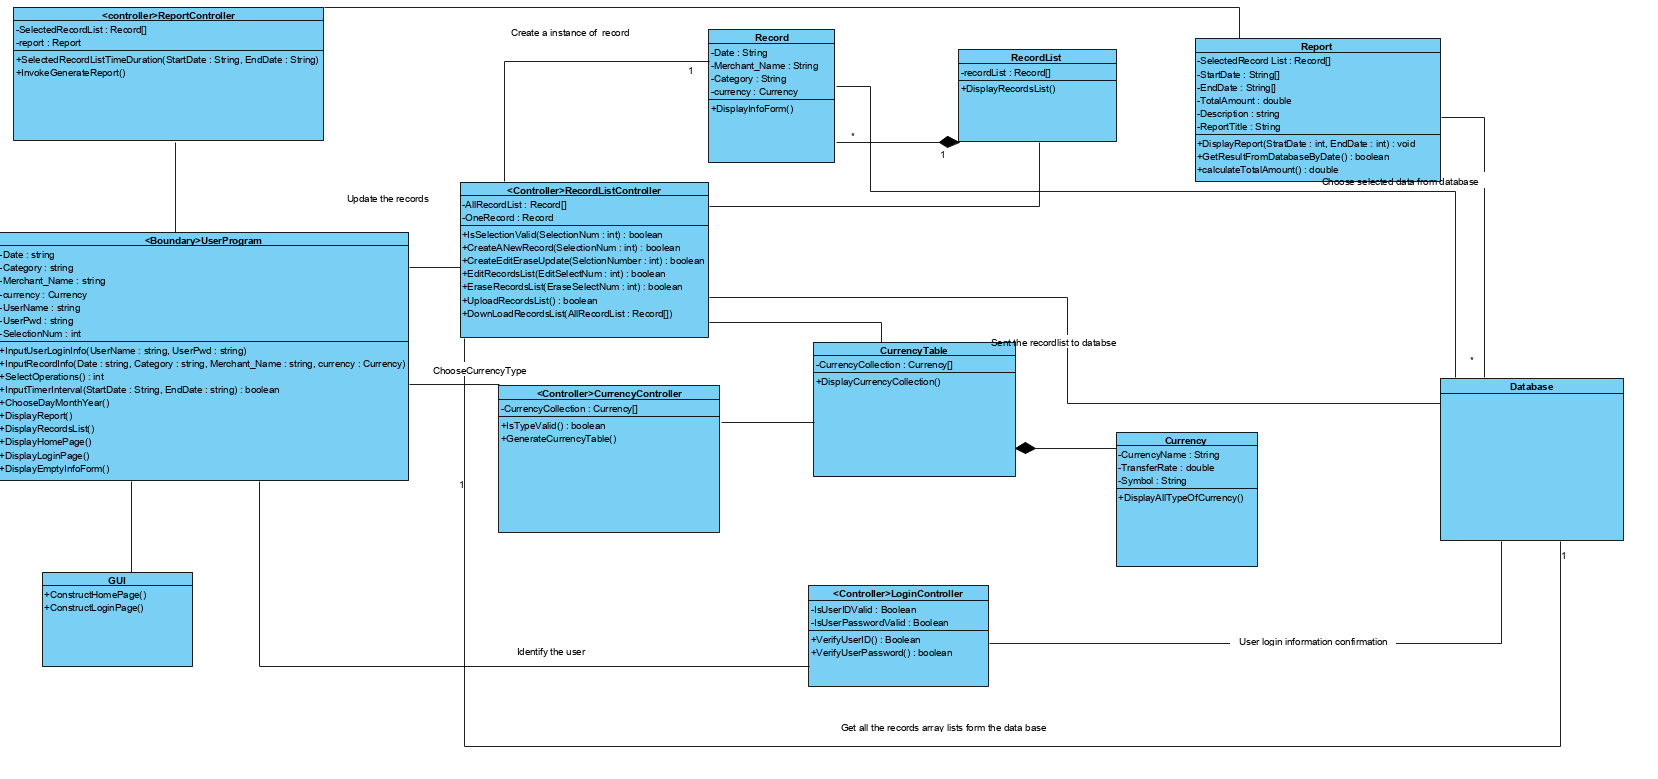 <controller>ReportController
-SelectedRecordList : Record[]
-report : Report
+SelectedRecordListTimeDuration(StartDate : String, EndDate : String)
+InvokeGenerateReport()
Create a instance of record
1
Record
-Date : String
-Merchant_Name : String
-Category : String
-currency : Currency
+DisplayInfoForm()
*
1
RecordList
-recordList : Record[]
+DisplayRecordsList()
Report
-SelectedRecord List : Record[]
-StartDate : String[]
-EndDate : String[]
-TotalAmount : double
-Description : string
-ReportTitle : String
+DisplayReport(StratDate : int, EndDate : int) : void
+GetResultFromDatabaseByDate() : boolean
+calculateTotalAmount() : double
Choose selected data from database
Update the records
<Controller>RecordListController
-AllRecordList : Record[]
-OneRecord : Record
+IsSelectionValid(SelectionNum : int) : boolean
+CreateANewRecord(SelectionNum : int) : boolean
+CreateEditEraseUpdate(SelctionNumber : int) : boolean
+EditRecordsList(EditSelectNum : int) : boolean
+EraseRecordsList(EraseSelectNum : int) : boolean
+UploadRecordsList() : boolean
+DownLoadRecordsList(AllRecordList : Record[])
<Boundary>UserProgram
-Date : string
-Category : string
-Merchant_Name : string
-currency : Currency
-UserName : string
-UserPwd : string
-SelectionNum : int
+InputUserLoginInfo(UserName : string, UserPwd : string)
+InputRecordInfo(Date : string, Category : string, Merchant_Name : string, currency : Currency)
+SelectOperations() : int
+InputTimerInterval(StartDate : String, EndDate : string) : boolean
+ChooseDayMonthYear()
+DisplayReport()
+DisplayRecordsList()
+DisplayHomePage()
+DisplayLoginPage()
+DisplayEmptyInfoForm()
Sent the recordlist to databse
ChooseCurrencyType
CurrencyTable
-CurrencyCollection : Currency[]
+DisplayCurrencyCollection()
<Controller>CurrencyController
-CurrencyCollection : Currency[]
+IsTypeValid() : boolean
+GenerateCurrencyTable()
*
Database
Currency
-CurrencyName : String
-TransferRate : double
-Symbol : String
+DisplayAllTypeOfCurrency()
1
1
GUI
+ConstructHomePage()
+ConstructLoginPage()
<Controller>LoginController
-IsUserIDValid : Boolean
-IsUserPasswordValid : Boolean
+VerifyUserID() : Boolean
+VerifyUserPassword() : boolean
User login information confirmation
Identify the user
Get all the records array lists form the data base